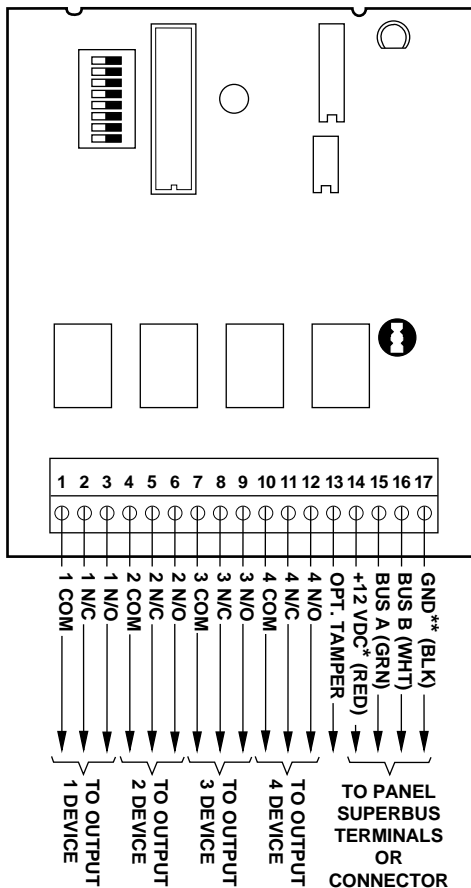 1 2 3 4 5 6 7 8 9 10 11 12 13 14 15 16 17
1 COM
1 N/C
1 N/O
2 COM
2 N/C
2 N/O
3 COM
3 N/C
3 N/O
4 COM
4 N/C
4 N/O
OPT. TAMPER
+12 VDC* (RED)
BUS A (GRN)
BUS B (WHT)
GND** (BLK)
TO OUTPUT
1 DEVICE
TO OUTPUT
2 DEVICE
TO OUTPUT
3 DEVICE
TO OUTPUT
4 DEVICE
TO PANEL
SUPERBUS
TERMINALS
OR
CONNECTOR